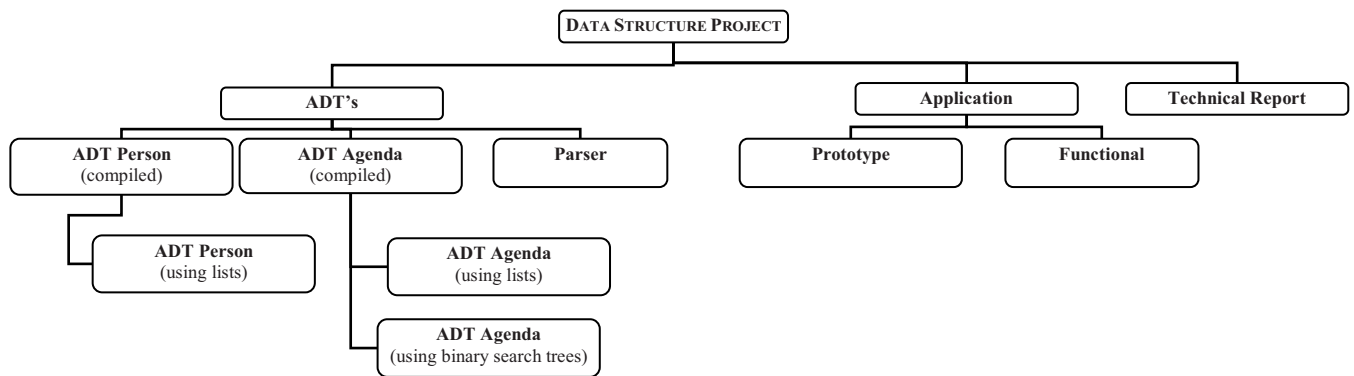 DATA STRUCTURE PROJECT
ADT's
Application
Technical Report
ADT Person
(compiled)
ADT Agenda
(compiled)
Parser
Prototype
Functional
ADT Person
(using lists)
ADT Agenda
(using lists)
ADT Agenda
(using binary search trees)